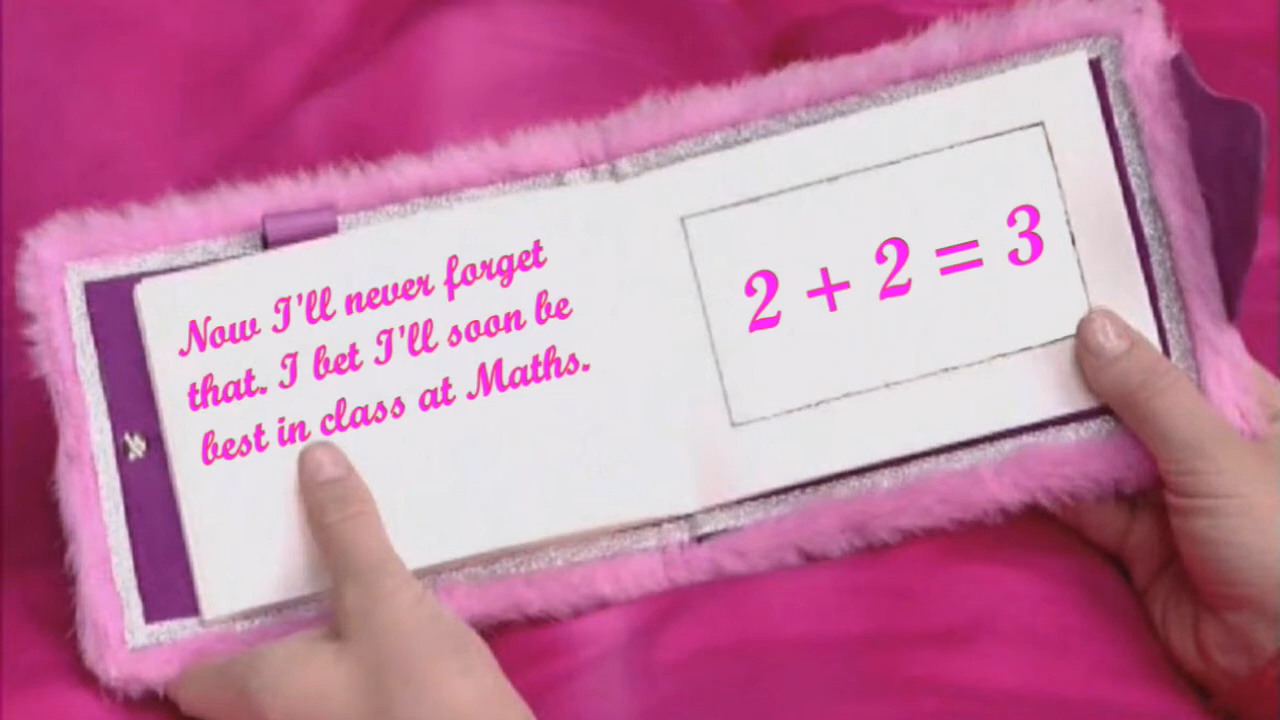 Now I'll never forget
that. I bet I'll soon be
best in class at Maths.
2 + 2 = 3